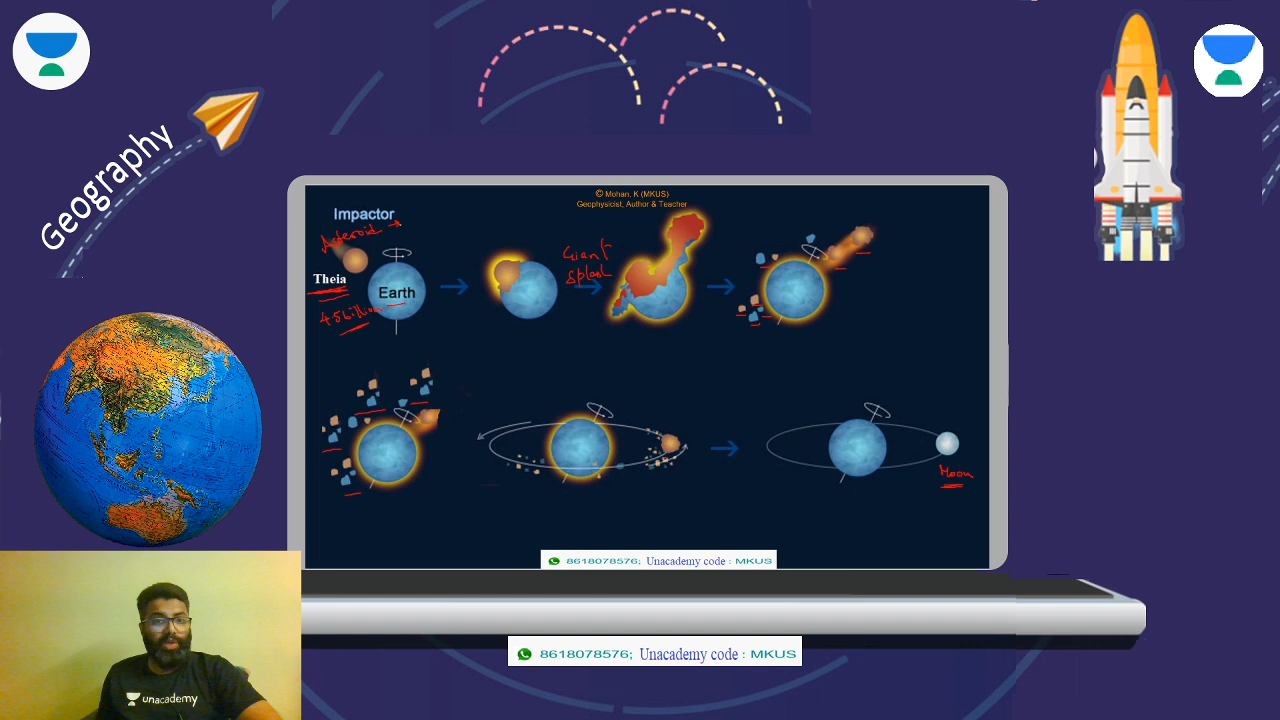 Geography
© Mohan. K (MKUS)
Geophysicist, Author & Teacher
Impactor
Asteroid
Theia
Earth
4.5 billion
Giant
Splash
Moon
8618078576; Unacademy code : MKUS
8618078576; Unacademy code : MKUS
unacademy